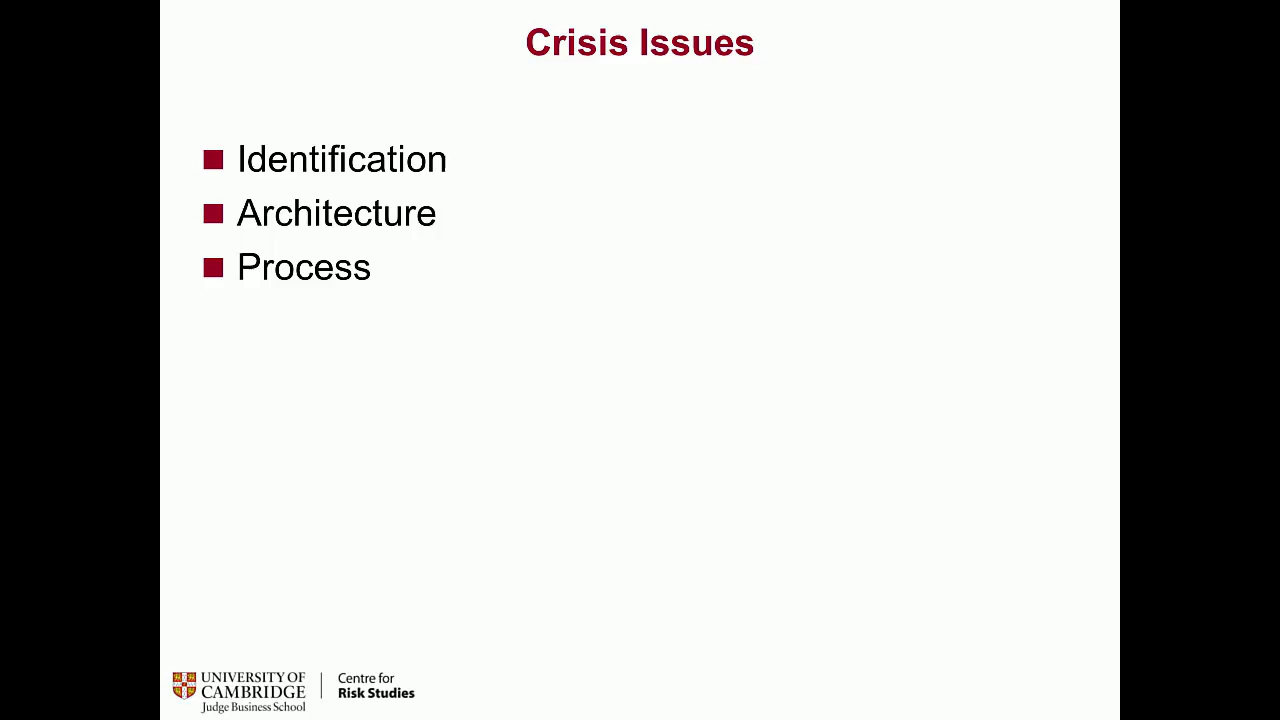 Crisis Issues
Identification
Architecture
Process
UNIVERSITY OF
CAMBRIDGE
Judge Business School
Centre for
Risk Studies